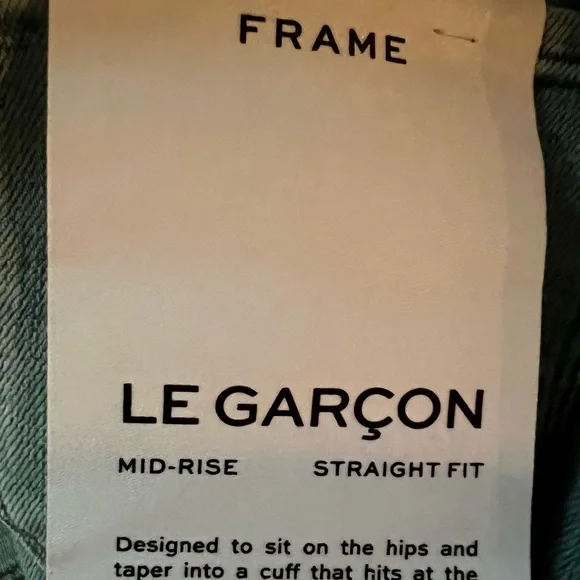 FRAME
LE GARÇON
MID-RISE STRAIGHT FIT
Designed to sit on the hips and
taper into a cuff that hits at the